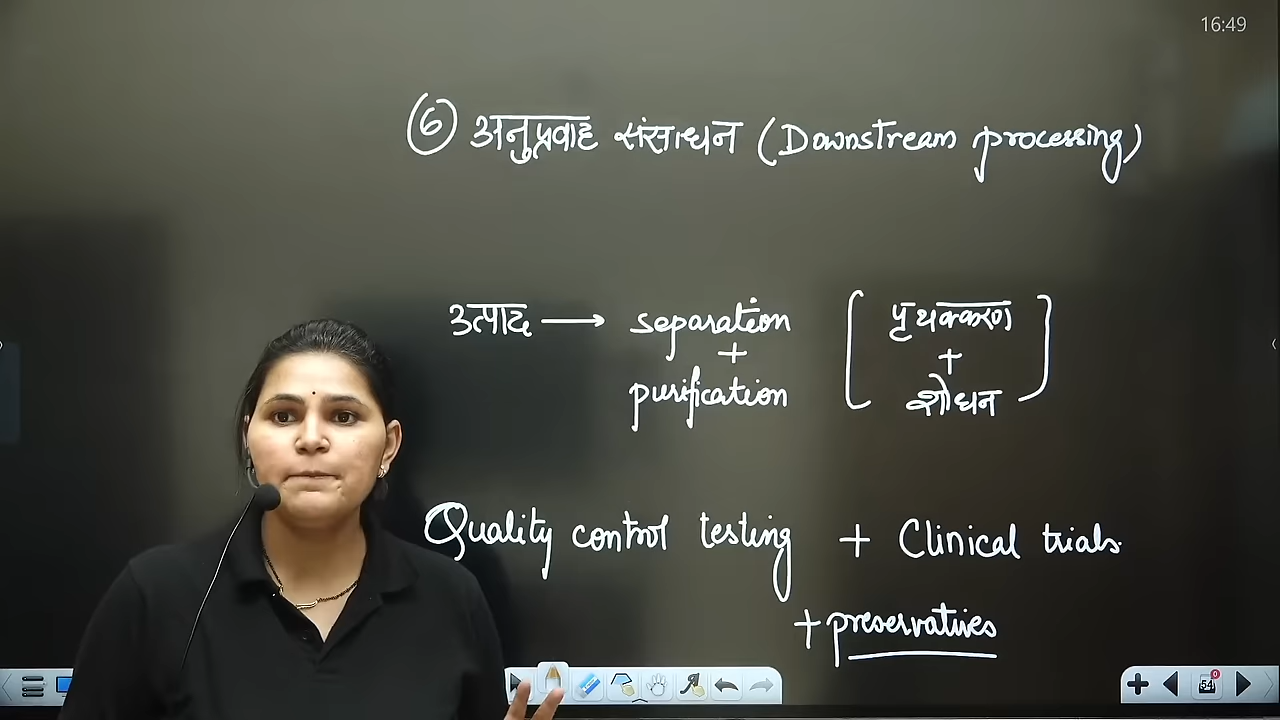 16:49
6 अनुप्रवाह संसाधन (Downstream processing)
उत्पाद → separation + purification [पृथक्करण + शोधन]
Quality control testing + Clinical trials
+ preservatives
54